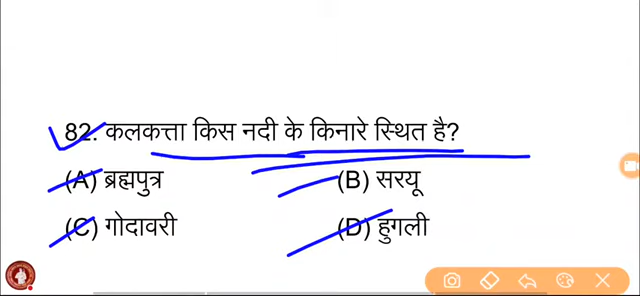 82. कलकत्ता किस नदी के किनारे स्थित है?
(A) ब्रह्मपुत्र (B) सरयू
(C) गोदावरी (D) हुगली